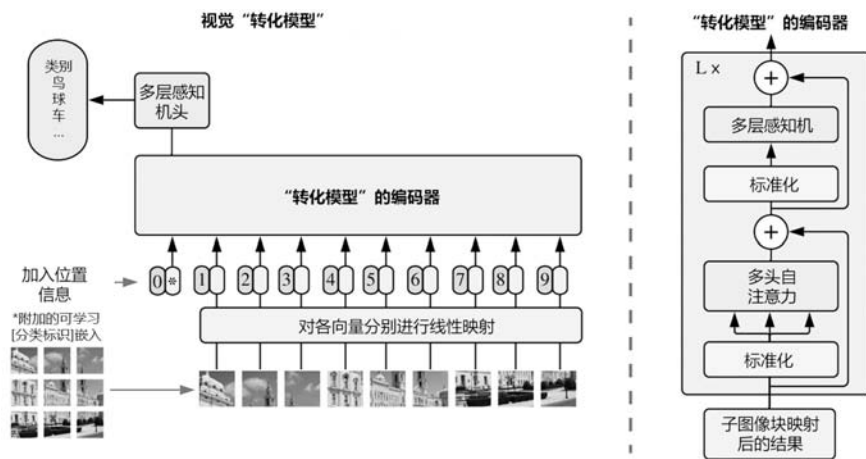 视觉“转化模型”
类别
鸟
球
车
...
多层感知
机头
“转化模型”的编码器
加入位置
信息
0 * 1 2 3 4 5 6 7 8 9
*附加的可学习
[分类标识]嵌入
对各向量分别进行线性映射
“转化模型”的编码器
L ×
+
多层感知机
标准化
+
多头自
注意力
标准化
子图像块映射
后的结果